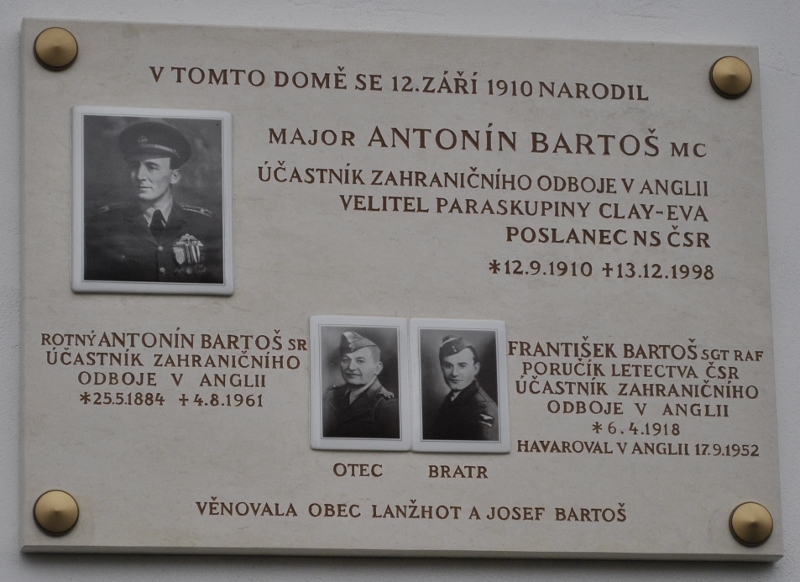 V TOMTO DOMĚ SE 12.ZÁŘÍ 1910 NARODIL
MAJOR ANTONÍN BARTOŠ MC
ÚČASTNÍK ZAHRANIČNÍHO ODBOJE V ANGLII
VELITEL PARASKUPINY CLAY-EVA
POSLANEC NS ČSR
*12.9.1910 +13.12.1998
ROTNÝ ANTONÍN BARTOŠ SR
ÚČASTNÍK ZAHRANIČNÍHO
ODBOJE V ANGLII
*25.5.1884 +4.8.1961
OTEC
BRATR
FRANTIŠEK BARTOŠ SGT RAF
PORUČÍK LETECTVA ČSR
ÚČASTNÍK ZAHRANIČNÍHO
ODBOJE V ANGLII
*6.4.1918
HAVAROVAL V ANGLII 17.9.1952
VĚNOVALA OBEC LANŽHOT A JOSEF BARTOŠ